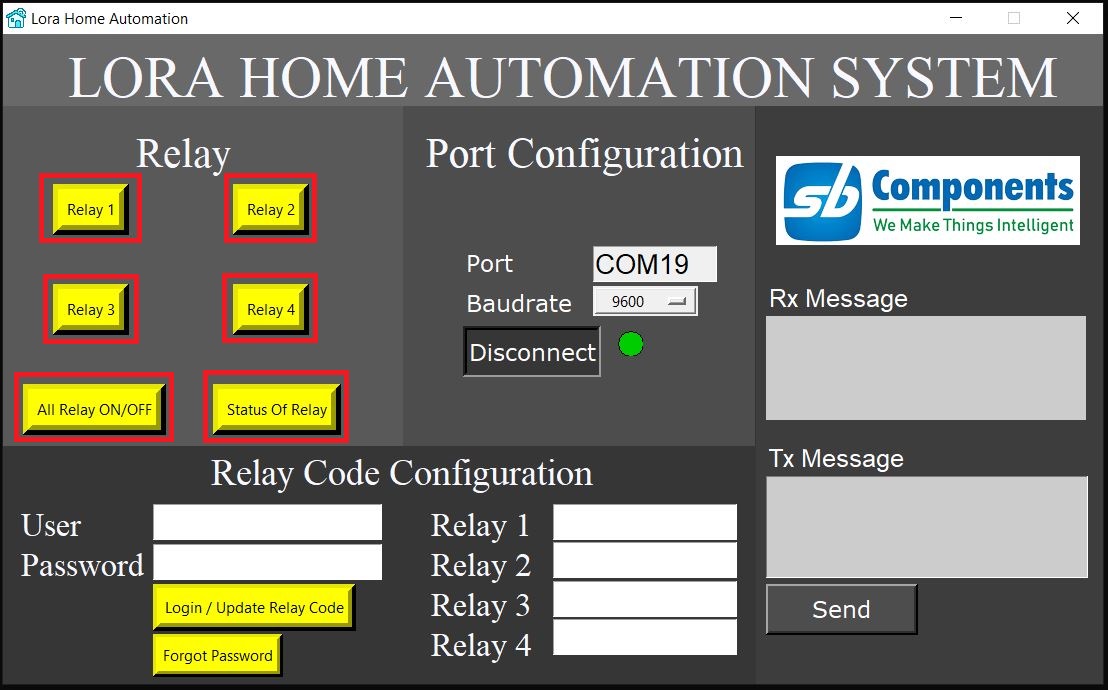 Lora Home Automation
LORA HOME AUTOMATION SYSTEM
Relay
Relay 1
Relay 2
Relay 3
Relay 4
All Relay ON/OFF
Status Of Relay
Port Configuration
Port
COM19
Baudrate
9600
Disconnect
sb Components
We Make Things Intelligent
Rx Message
Tx Message
Send
Relay Code Configuration
User
Password
Login / Update Relay Code
Forgot Password
Relay 1
Relay 2
Relay 3
Relay 4